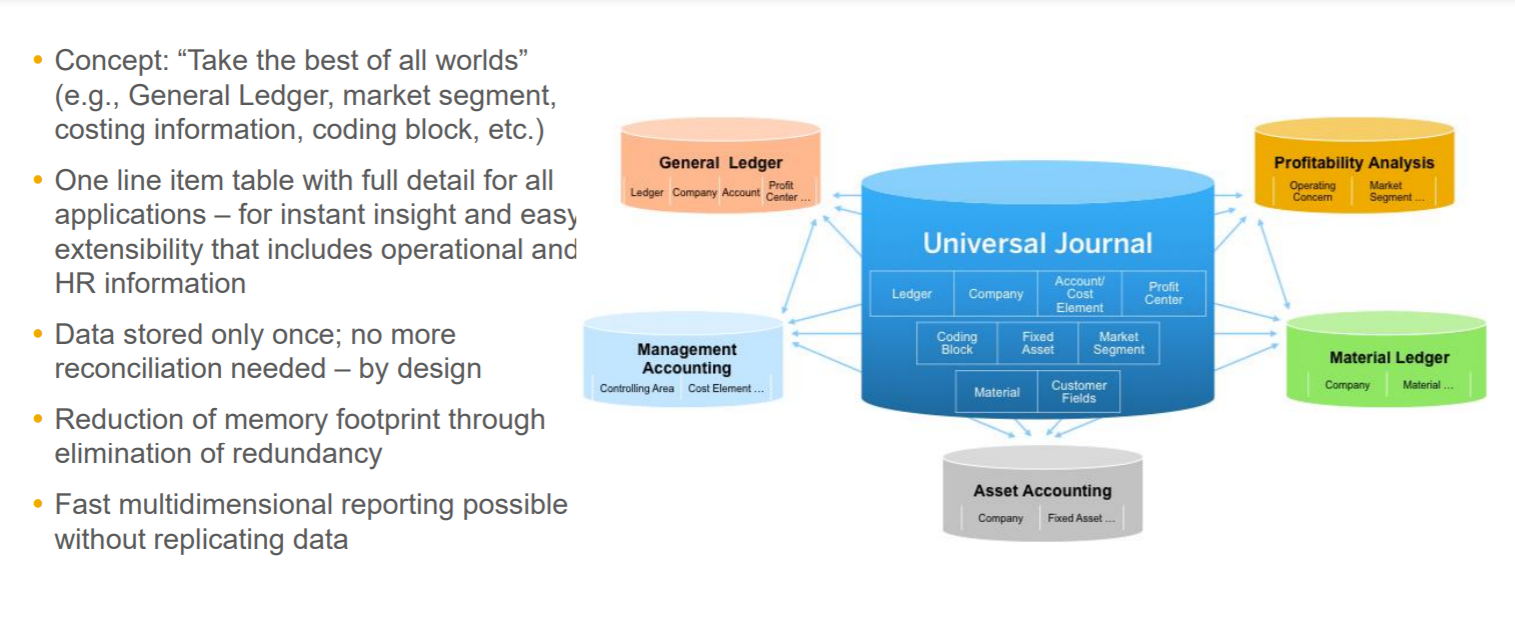 Concept: “Take the best of all worlds”
(e.g., General Ledger, market segment,
costing information, coding block, etc.)
One line item table with full detail for all
applications – for instant insight and easy
extensibility that includes operational and
HR information
Data stored only once; no more
reconciliation needed – by design
Reduction of memory footprint through
elimination of redundancy
Fast multidimensional reporting possible
without replicating data
General Ledger
Ledger Company Account Profit
Center ...
Management
Accounting
Controlling Area Cost Element ...
Universal Journal
Ledger
Company
Account/
Cost
Element
Profit
Center
Coding
Block
Fixed
Asset
Market
Segment
Material
Customer
Fields
Asset Accounting
Company Fixed Asset ...
Profitability Analysis
Operating
Concern
Market
Segment ...
Material Ledger
Company Material ...